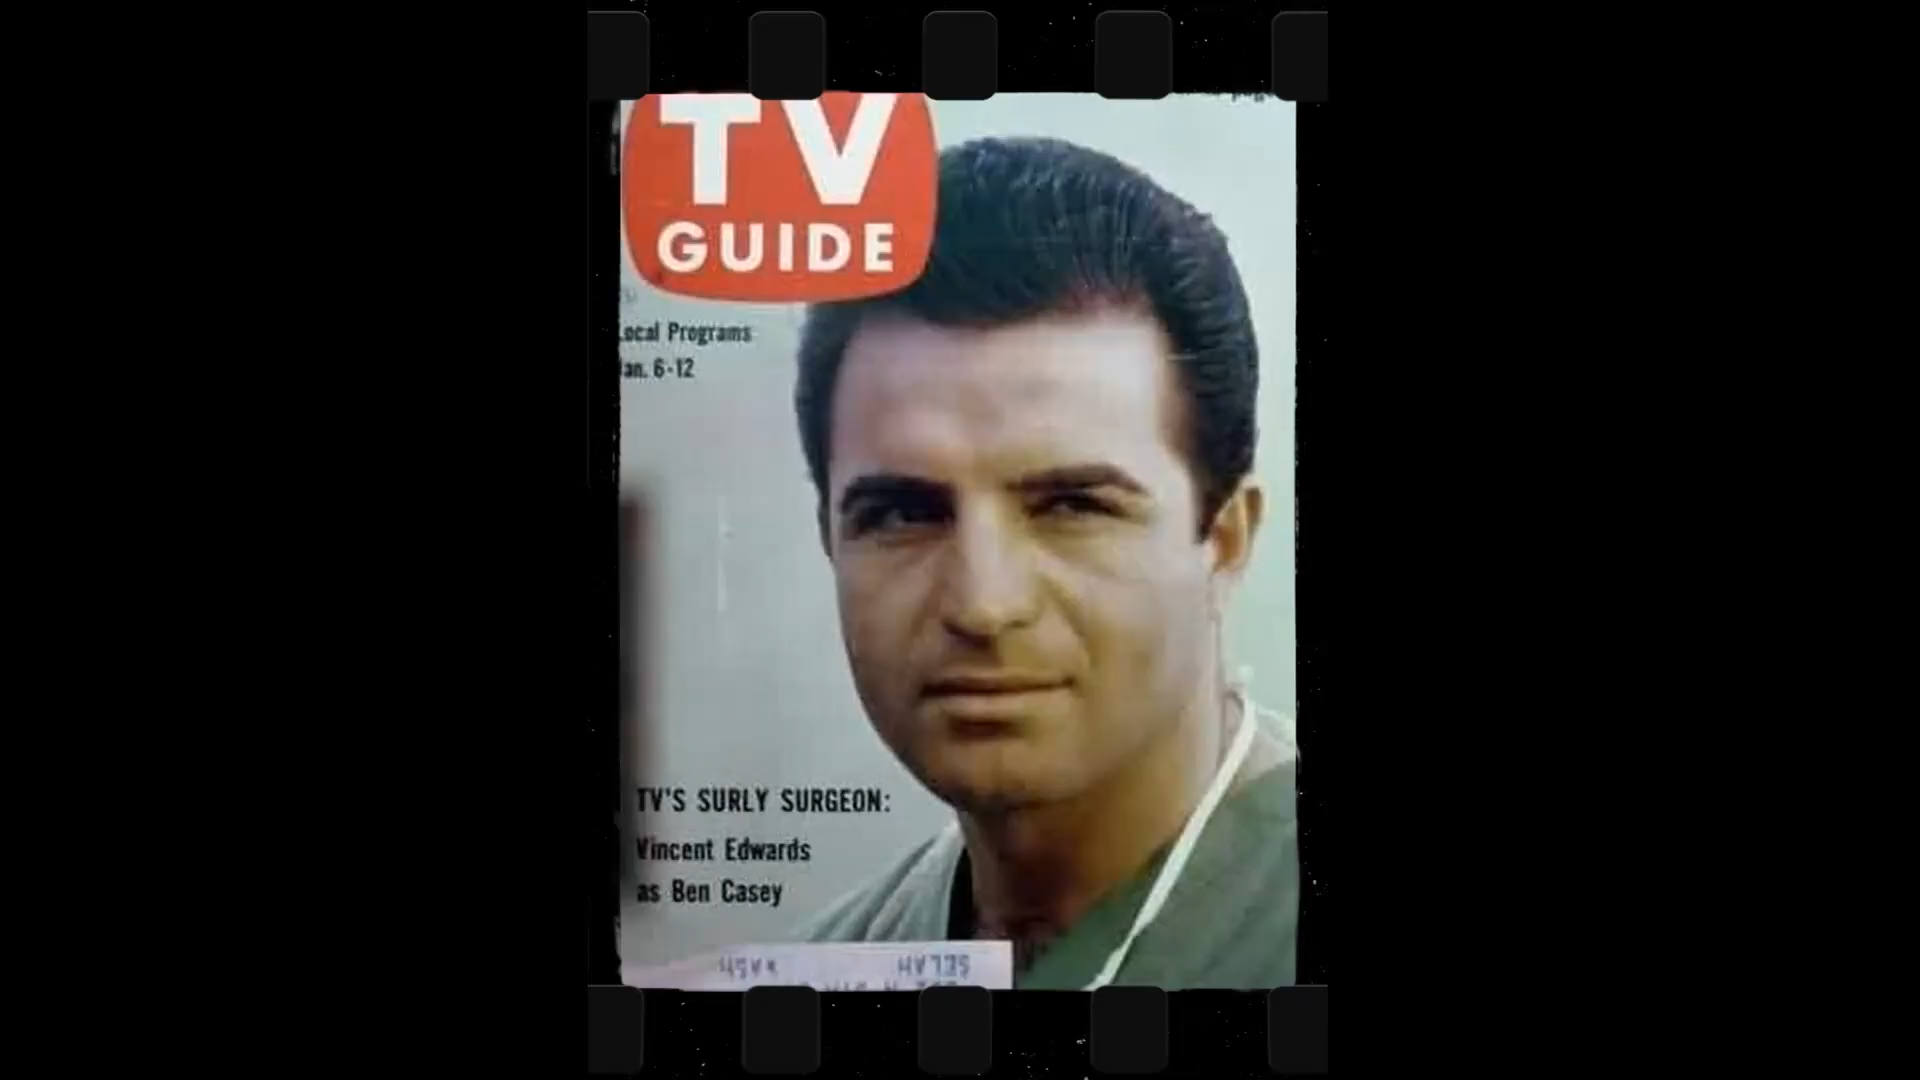 TV
GUIDE
Local Programs
Jan. 6-12
TV'S SURLY SURGEON:
Vincent Edwards
as Ben Casey